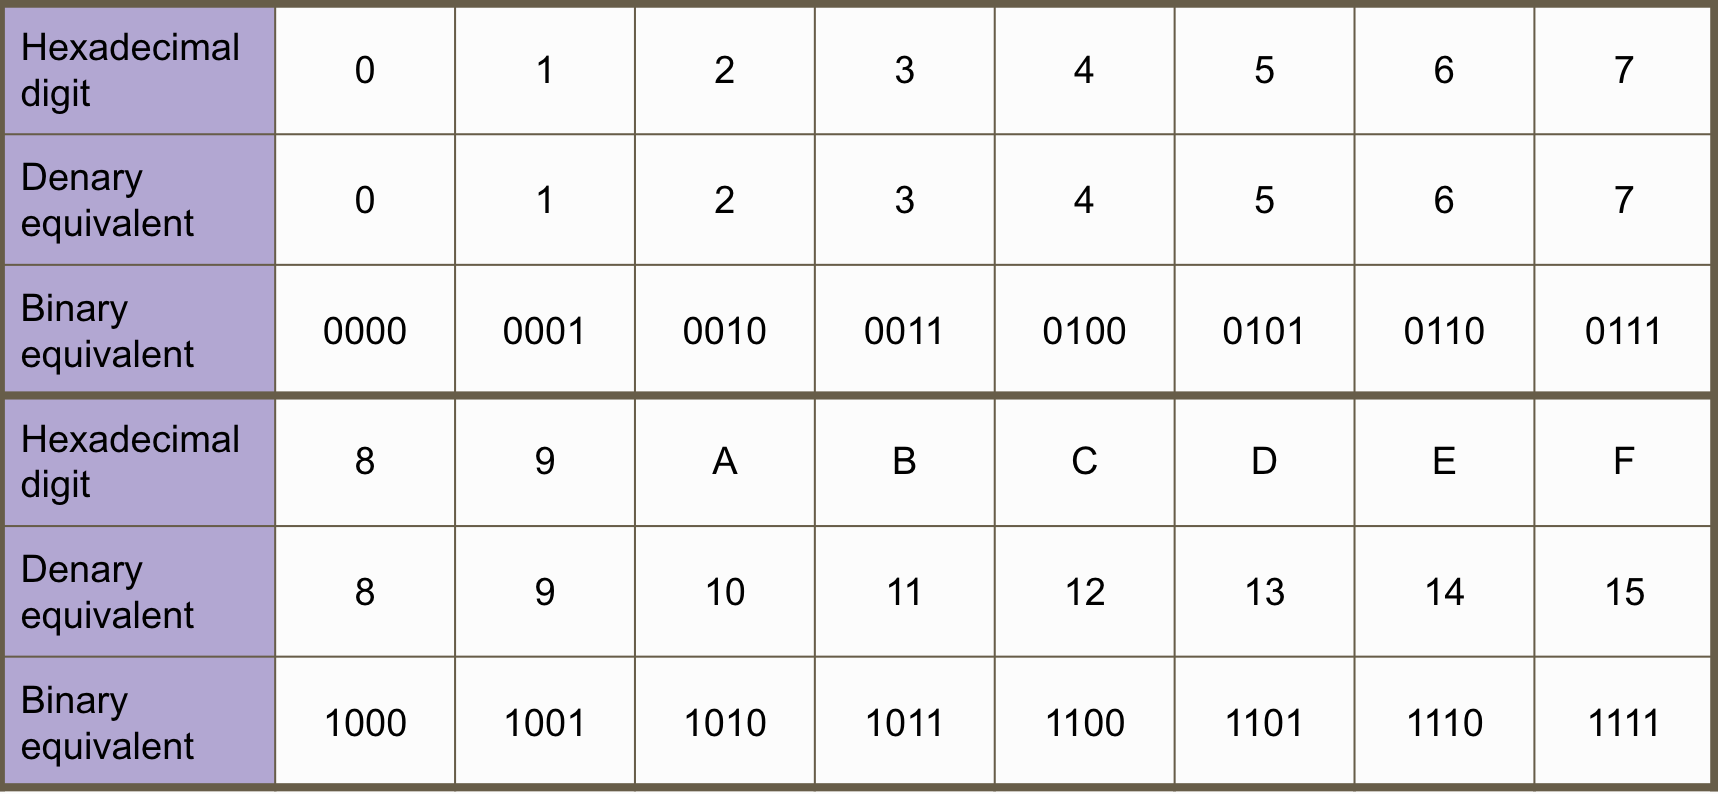 Hexadecimal
digit
0 1 2 3 4 5 6 7
Denary
equivalent
0 1 2 3 4 5 6 7
Binary
equivalent
0000 0001 0010 0011 0100 0101 0110 0111
Hexadecimal
digit
8 9 A B C D E F
Denary
equivalent
8 9 10 11 12 13 14 15
Binary
equivalent
1000 1001 1010 1011 1100 1101 1110 1111